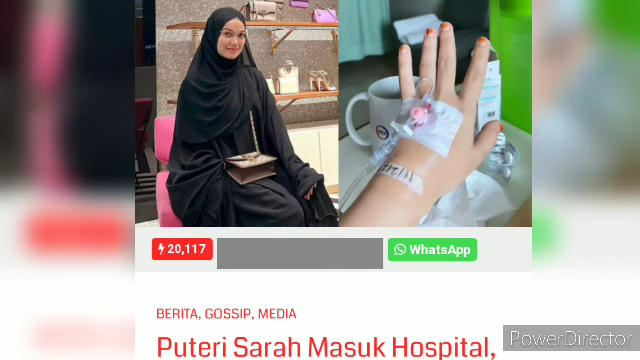 20,117
WhatsApp
BERITA, GOSSIP, MEDIA
Puteri Sarah Masuk Hospital,
PowerDirector